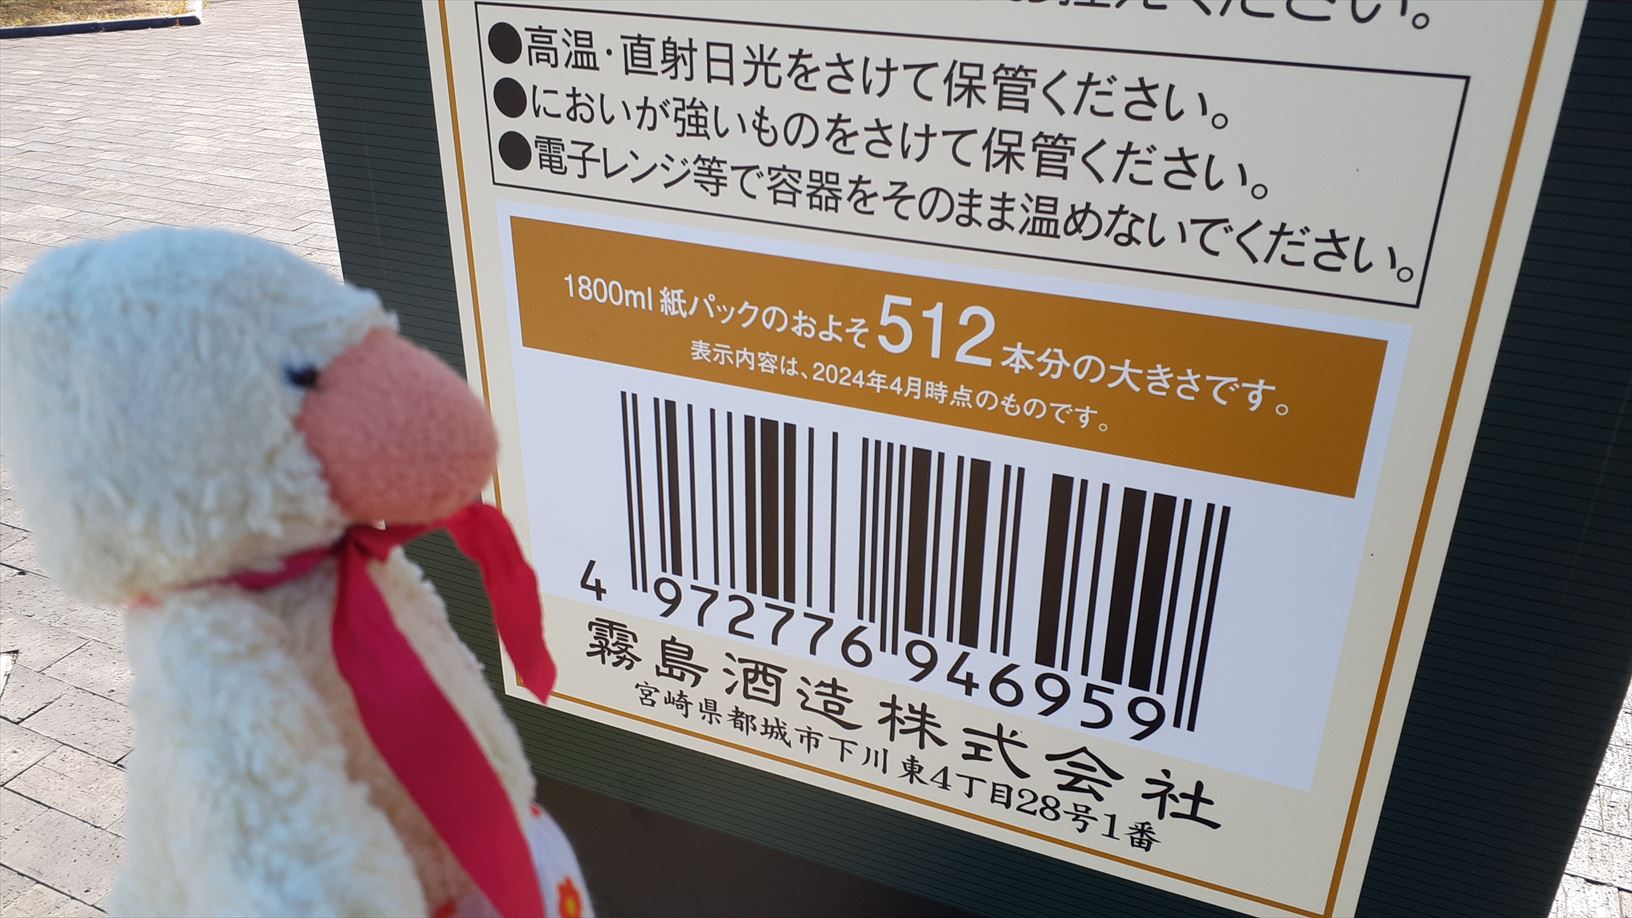 ください。
●高温・直射日光をさけて保管ください。
●においが強いものをさけて保管ください。
●電子レンジ等で容器をそのまま温めないでください。
1800ml 紙パックのおよそ512本分の大きさです。
表示内容は、2024年4月時点のものです。
4 972776 946959
霧島酒造株式会社
宮崎県都城市下川東4丁目28号1番